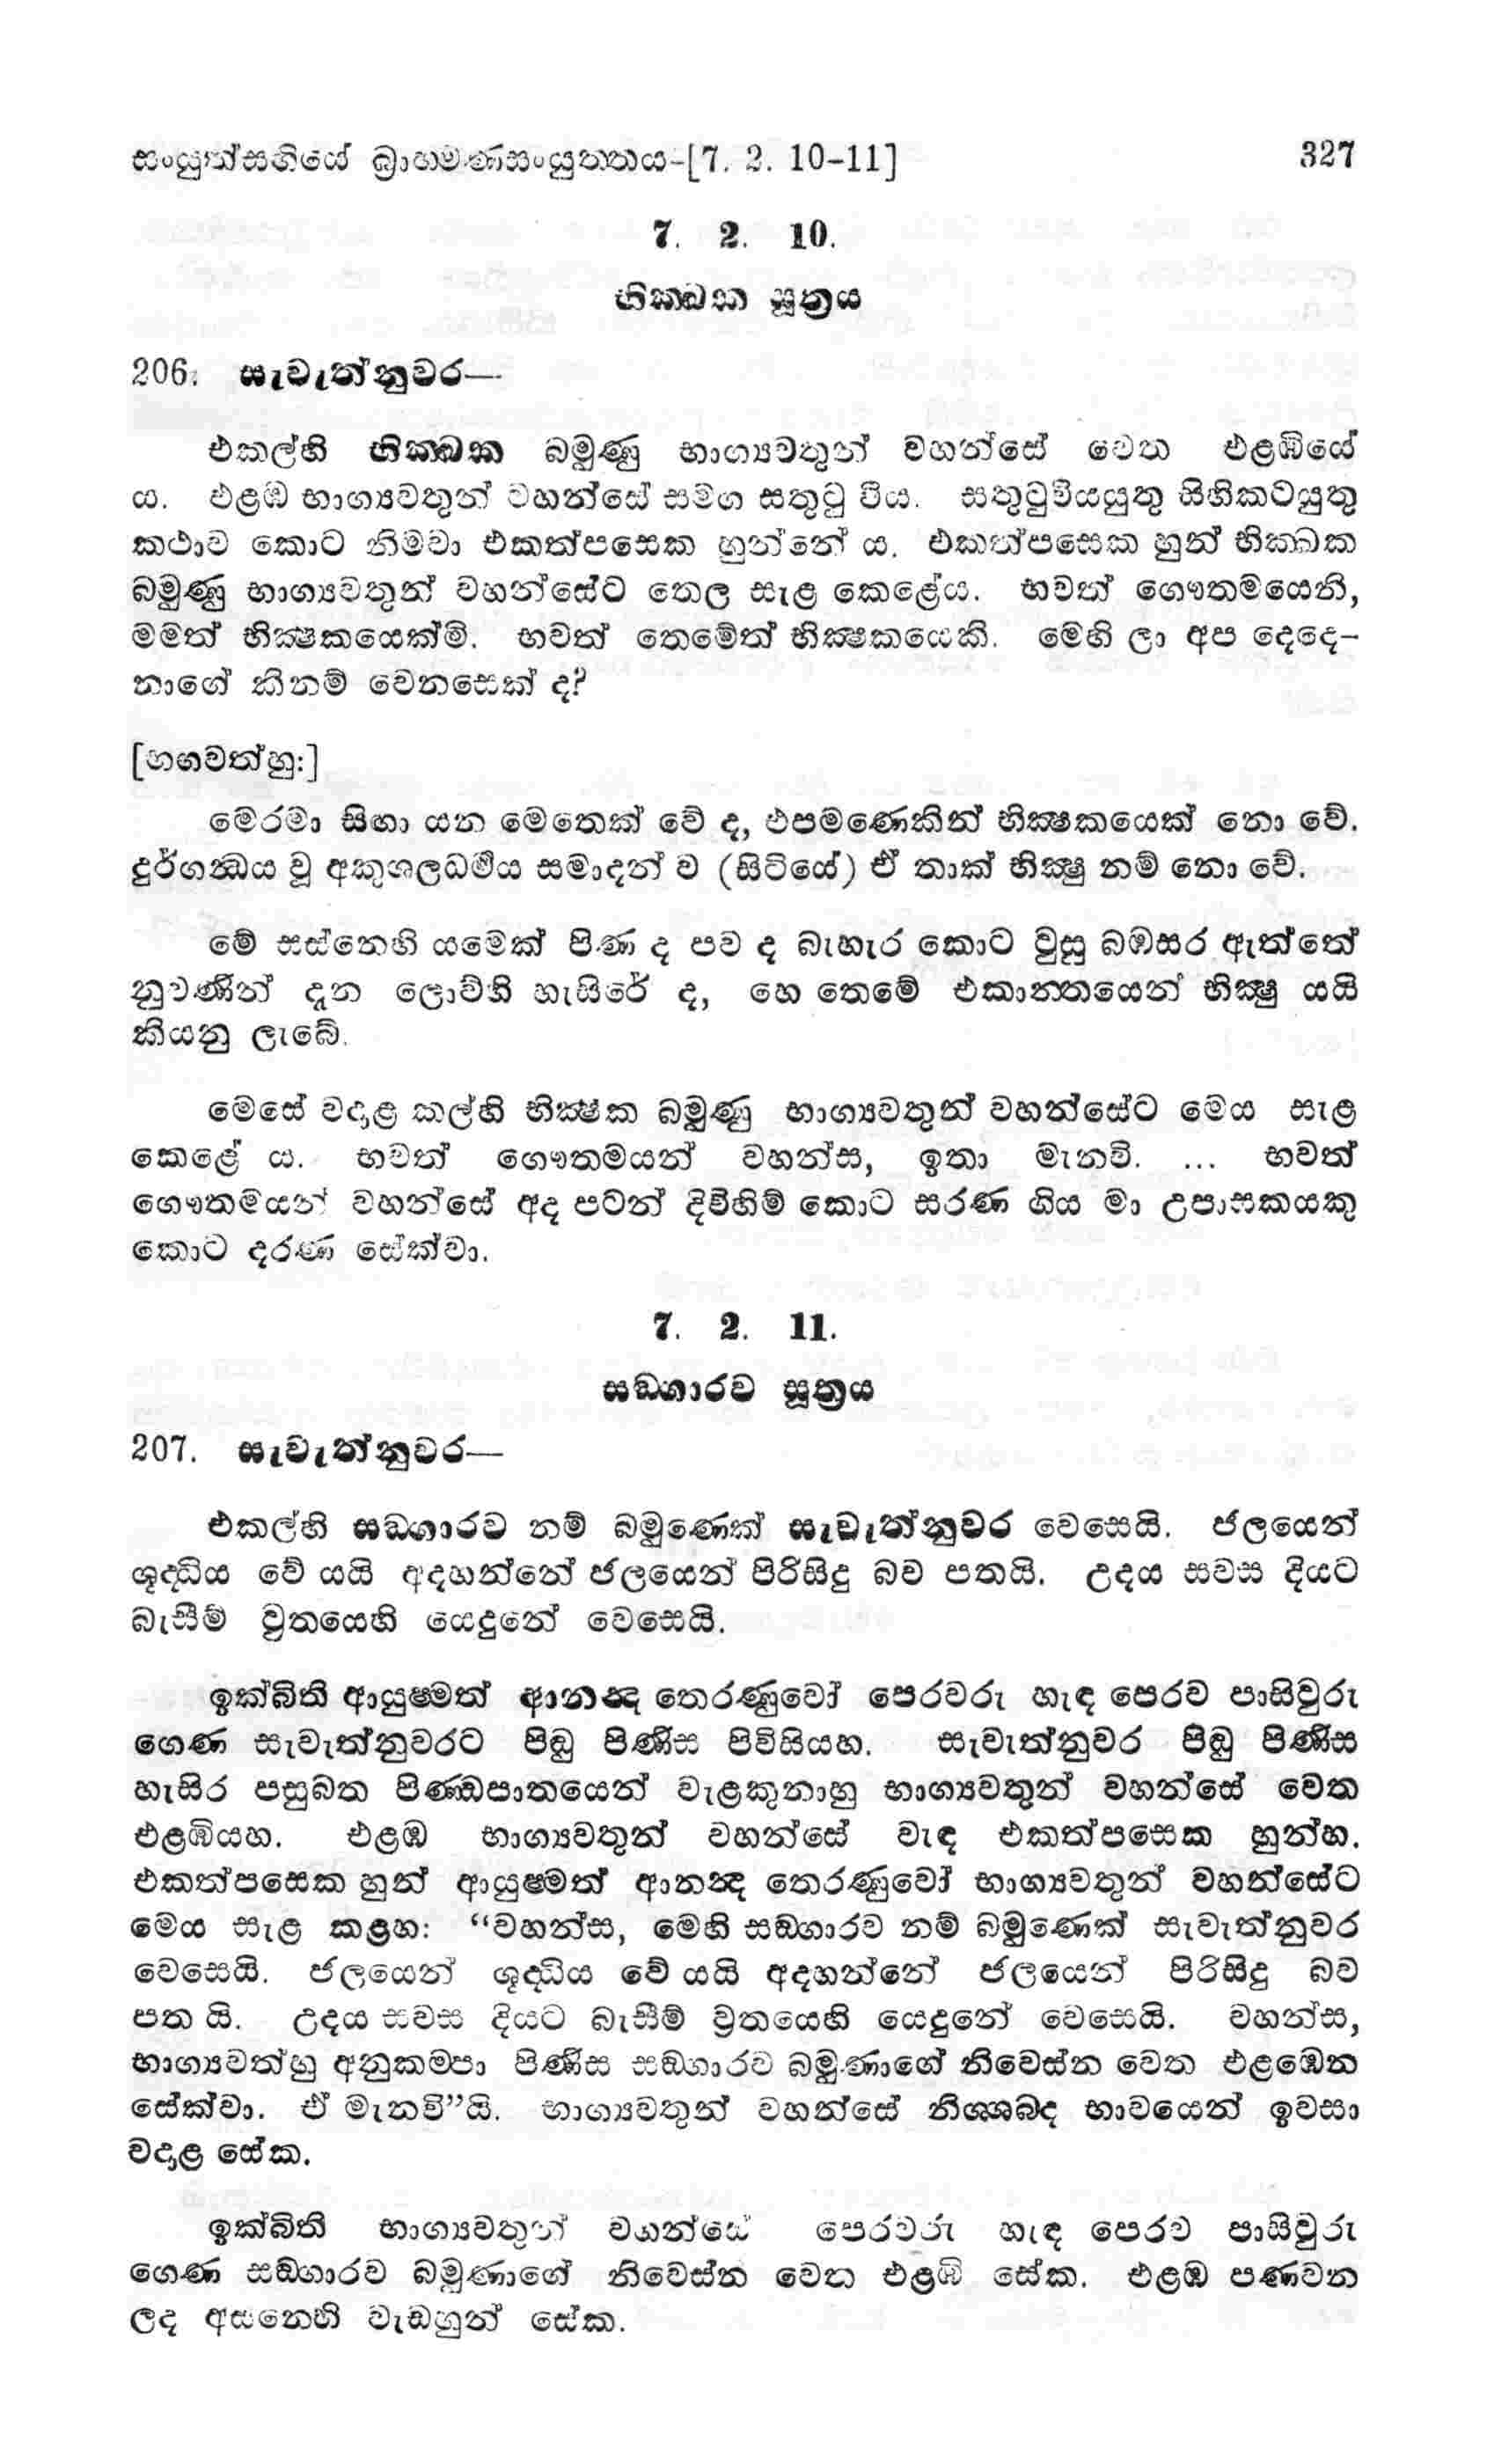 සංයුත්සඟියේ බ්‍රාහ්මණසංයුත්තය-[7. 2. 10-11] 327
7. 2. 10.
භික්ඛක සූත්‍රය
206. සැවැත්නුවර—
එකල්හි භික්ඛක බමුණු භාග්‍යවතුන් වහන්සේ වෙත එළඹියේ
ය. එළඹ භාග්‍යවතුන් වහන්සේ සමග සතුටු විය. සතුටුවියයුතු සිහිකටයුතු
කථාව කොට නිමවා එකත්පසෙක හුන්නේ ය. එකත්පසෙක හුන් භික්ඛක
බමුණු භාග්‍යවතුන් වහන්සේට තෙල සැළ කෙළේය. භවත් ගෞතමයෙනි,
මමත් භික්‍ෂකයෙක්මි. භවත් තෙමේත් භික්‍ෂකයෙකි. මෙහි ලා අප දෙදෙ-
නාගේ කිනම් වෙනසෙක් ද?
[භගවත්හු:]
මෙරමා සිඟා යන මෙතෙක් වේ ද, එපමණෙකින් භික්‍ෂකයෙක් නො වේ.
දුර්ගන්‍ධය වූ අකුශලධර්‍මය සමාදන් ව (සිටියේ) ඒ තාක් භික්‍ෂු නම් නො වේ.
මේ සස්නෙහි යමෙක් පිණ ද පව ද බැහැර කොට වුසු බඹසර ඇත්තේ
නුවණින් දැන ලොව්හි හැසිරේ ද, හෙ තෙමේ එකාන්තයෙන් භික්‍ෂු යයි
කියනු ලැබේ.
මෙසේ වදාළ කල්හි භික්‍ෂක බමුණු භාග්‍යවතුන් වහන්සේට මෙය සැළ
කෙළේ ය. භවත් ගෞතමයන් වහන්ස, ඉතා මැනවි. ... භවත්
ගෞතමයන් වහන්සේ අද පටන් දිවිහිම් කොට සරණ ගිය මා උපාසකයකු
කොට දරණ සේක්වා.
7. 2. 11.
සඞ්ගාරව සූත්‍රය
207. සැවැත්නුවර—
එකල්හි සඞ්ගාරව නම් බමුණෙක් සැවැත්නුවර වෙසෙයි. ජලයෙන්
ශුද්ධිය වේ යයි අදහන්නේ ජලයෙන් පිරිසිදු බව පතයි. උදය සවස දියට
බැසීම් ව්‍රතයෙහි යෙදුනේ වෙසෙයි.
ඉක්බිති ආයුෂ්මත් ආනන්‍ද තෙරණුවෝ පෙරවරු හැඳ පෙරව පාසිවුරු
ගෙණ සැවැත්නුවරට පිඬු පිණිස පිවිසියහ. සැවැත්නුවර පිඬු පිණිස
හැසිර පසුබත පිණ්ඩපාතයෙන් වැළකුනාහු භාග්‍යවතුන් වහන්සේ වෙත
එළඹියහ. එළඹ භාග්‍යවතුන් වහන්සේ වැඳ එකත්පසෙක හුන්හ.
එකත්පසෙක හුන් ආයුෂ්මත් ආනන්‍ද තෙරණුවෝ භාග්‍යවතුන් වහන්සේට
මෙය සැළ කළහ: “වහන්ස, මෙහි සඞ්ගාරව නම් බමුණෙක් සැවැත්නුවර
වෙසෙයි. ජලයෙන් ශුද්ධිය වේ යයි අදහන්නේ ජලයෙන් පිරිසිදු බව
පත යි. උදය සවස දියට බැසීම් ව්‍රතයෙහි යෙදුනේ වෙසෙයි. වහන්ස,
භාග්‍යවත්හු අනුකම්පා පිණිස සඞ්ගාරව බමුණාගේ නිවෙස්න වෙත එළඹෙන
සේක්වා. ඒ මැනවි”යි. භාග්‍යවතුන් වහන්සේ නිශ්ශබ්ද භාවයෙන් ඉවසා
වදාළ සේක.
ඉක්බිති භාග්‍යවතුන් වහන්සේ පෙරවරු හැඳ පෙරව පාසිවුරු
ගෙණ සඞ්ගාරව බමුණාගේ නිවෙස්න වෙත එළඹි සේක. එළඹ පණවන
ලද අසනෙහි වැඩහුන් සේක.